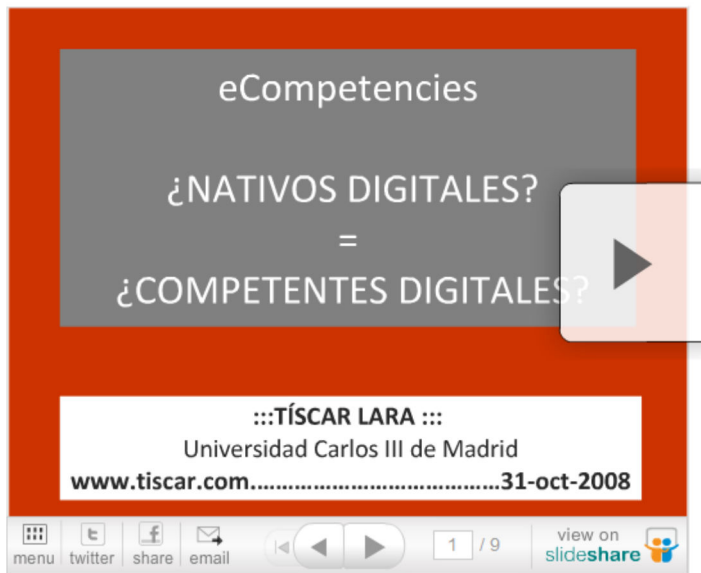 eCompetencies
¿NATIVOS DIGITALES?
=
¿COMPETENTES DIGITALES?
:::TÍSCAR LARA :::
Universidad Carlos III de Madrid
www.tiscar.com.......................................31-oct-2008
menu twitter share email 1 / 9 view on slideshare